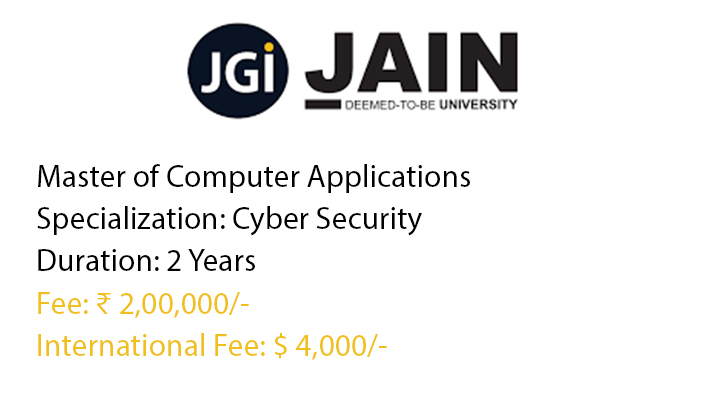 JGi JAIN
DEEMED-TO-BE UNIVERSITY
Master of Computer Applications
Specialization: Cyber Security
Duration: 2 Years
Fee: ₹ 2,00,000/-
International Fee: $ 4,000/-